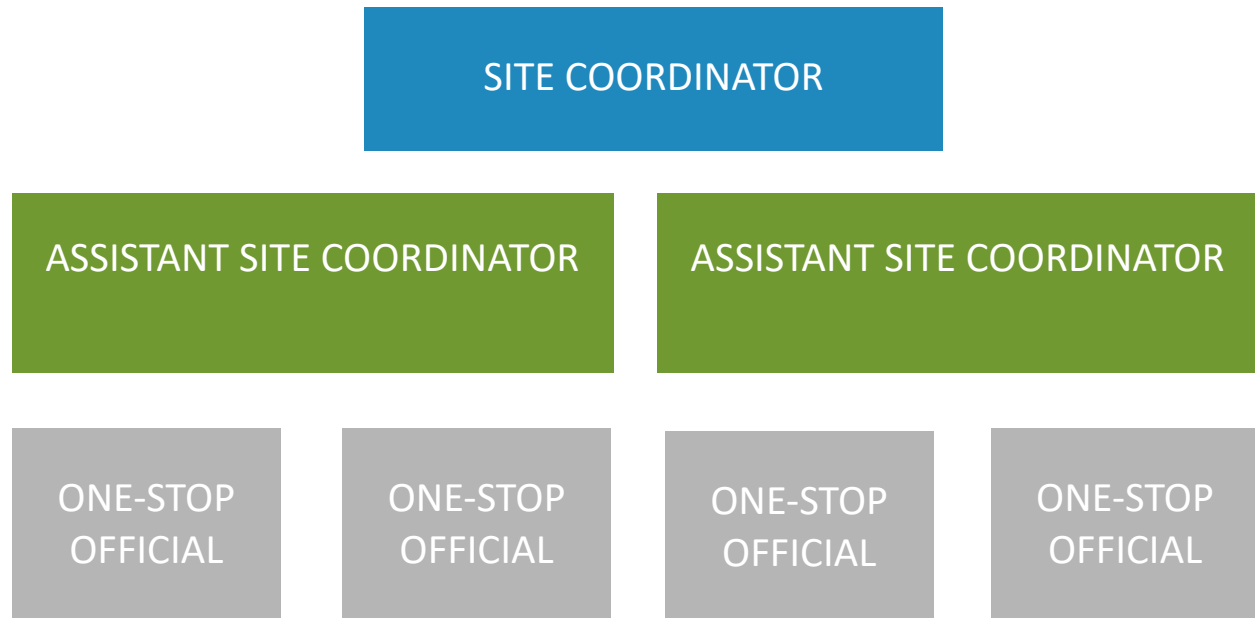 SITE COORDINATOR
ASSISTANT SITE COORDINATOR
ASSISTANT SITE COORDINATOR
ONE-STOP
OFFICIAL
ONE-STOP
OFFICIAL
ONE-STOP
OFFICIAL
ONE-STOP
OFFICIAL